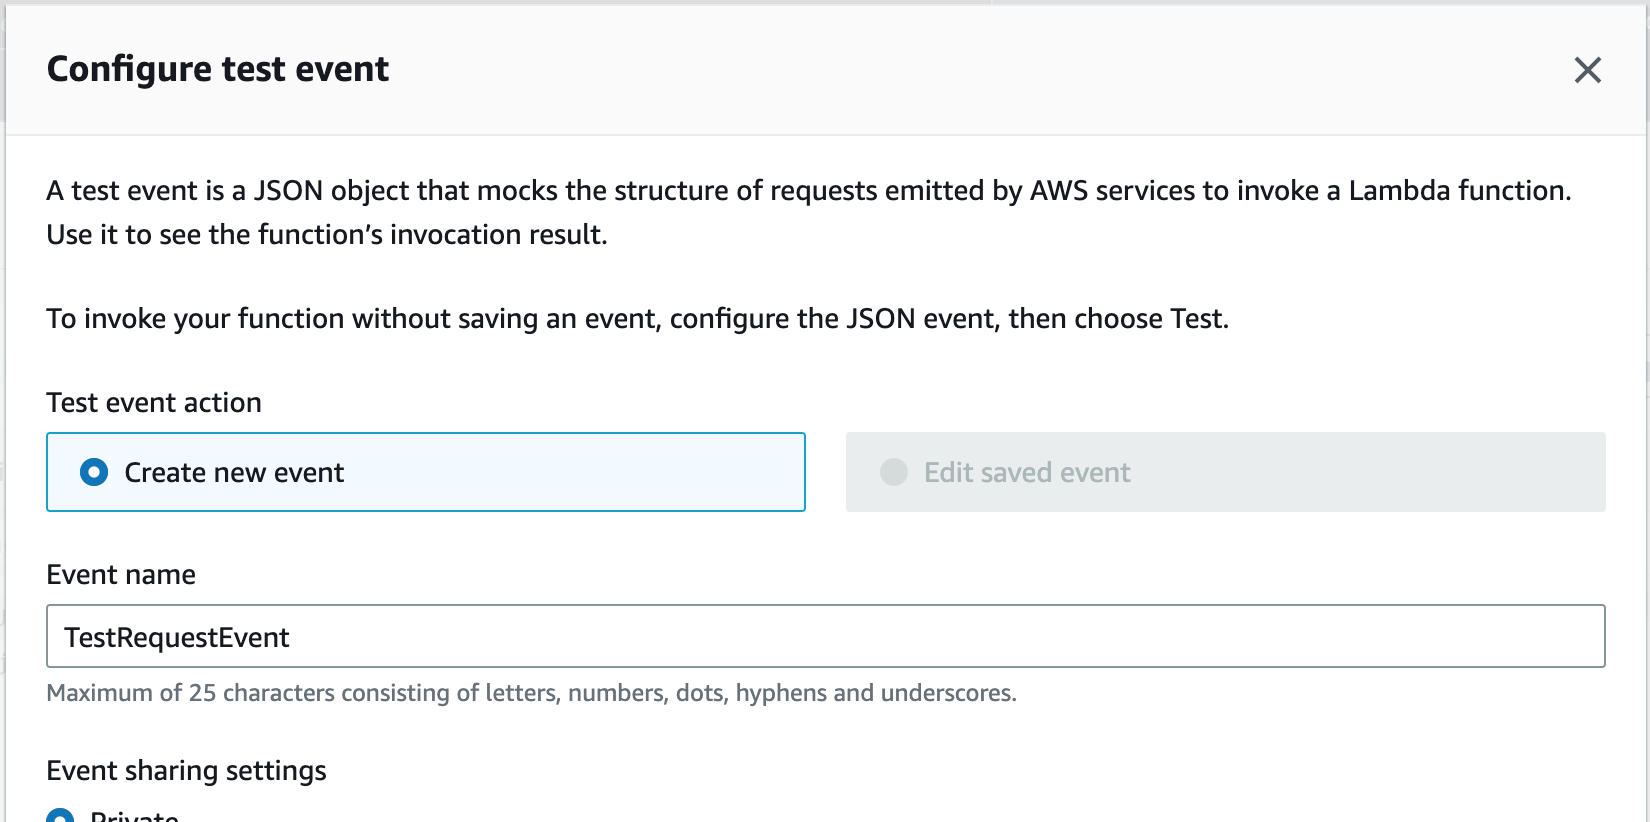 Configure test event
A test event is a JSON object that mocks the structure of requests emitted by AWS services to invoke a Lambda function.
Use it to see the function’s invocation result.
To invoke your function without saving an event, configure the JSON event, then choose Test.
Test event action
Create new event
Edit saved event
Event name
TestRequestEvent
Maximum of 25 characters consisting of letters, numbers, dots, hyphens and underscores.
Event sharing settings
Private